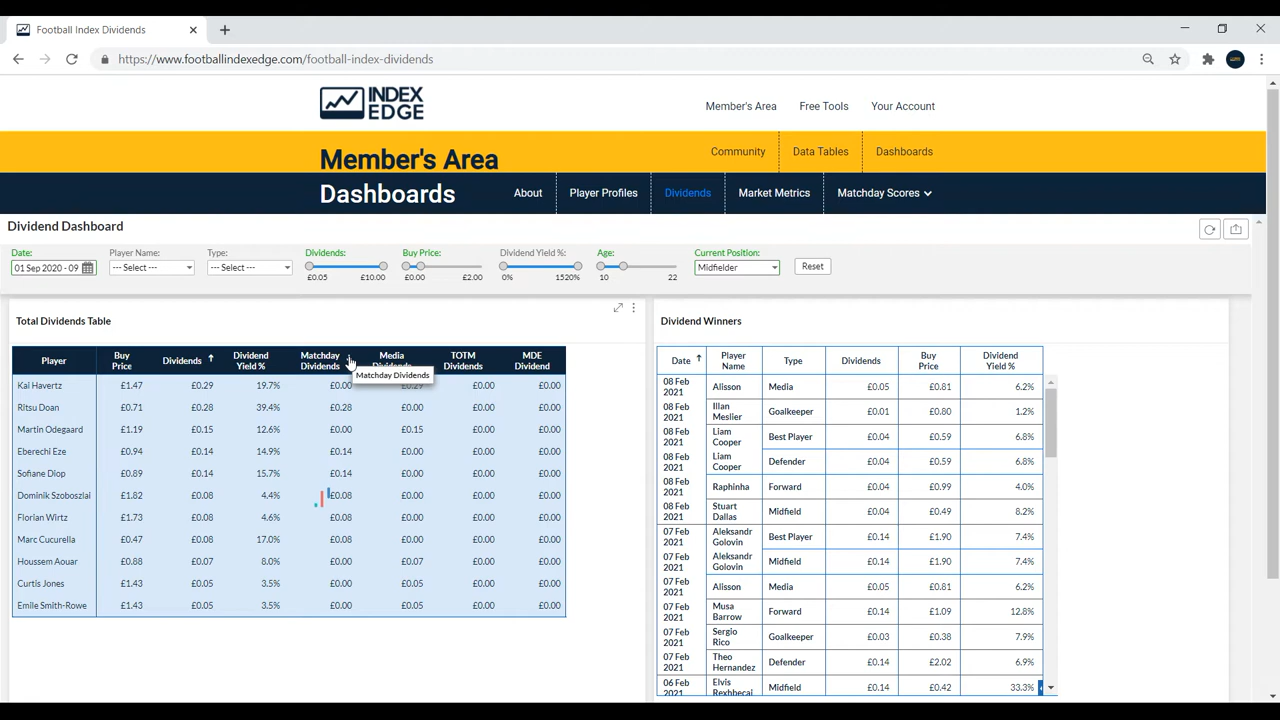 Football Index Dividends
https://www.footballindexedge.com/football-index-dividends
INDEX
EDGE
Member's Area Free Tools Your Account
Member's Area
Community Data Tables Dashboards
Dashboards
About Player Profiles Dividends Market Metrics Matchday Scores
Dividend Dashboard
Date: Player Name: Type: Dividends: Buy Price: Dividend Yield %: Age: Current Position:
01 Sep 2020 - 09 --- Select --- --- Select --- £0.05 £10.00 £0.00 £2.00 0% 1520% 10 22 Midfielder Reset
Total Dividends Table
Player Buy Price Dividends Dividend Yield % Matchday Dividends Media Dividends TOTM Dividends MDE Dividend
Matchday Dividends
Kai Havertz £1.47 £0.29 19.7% £0.00 £0.29 £0.00 £0.00
Ritsu Doan £0.71 £0.28 39.4% £0.28 £0.00 £0.00 £0.00
Martin Odegaard £1.19 £0.15 12.6% £0.00 £0.15 £0.00 £0.00
Eberechi Eze £0.94 £0.14 14.9% £0.14 £0.00 £0.00 £0.00
Sofiane Diop £0.89 £0.14 15.7% £0.14 £0.00 £0.00 £0.00
Dominik Szoboszlai £1.82 £0.08 4.4% £0.08 £0.00 £0.00 £0.00
Florian Wirtz £1.73 £0.08 4.6% £0.08 £0.00 £0.00 £0.00
Marc Cucurella £0.47 £0.08 17.0% £0.08 £0.00 £0.00 £0.00
Houssem Aouar £0.88 £0.07 8.0% £0.00 £0.07 £0.00 £0.00
Curtis Jones £1.43 £0.05 3.5% £0.00 £0.05 £0.00 £0.00
Emile Smith-Rowe £1.43 £0.05 3.5% £0.00 £0.05 £0.00 £0.00
Dividend Winners
Date Player Name Type Dividends Buy Price Dividend Yield %
08 Feb 2021 Alisson Media £0.05 £0.81 6.2%
08 Feb 2021 Illan Meslier Goalkeeper £0.01 £0.80 1.2%
08 Feb 2021 Liam Cooper Best Player £0.04 £0.59 6.8%
08 Feb 2021 Liam Cooper Defender £0.04 £0.59 6.8%
08 Feb 2021 Raphinha Forward £0.04 £0.99 4.0%
08 Feb 2021 Stuart Dallas Midfield £0.04 £0.49 8.2%
07 Feb 2021 Aleksandr Golovin Best Player £0.14 £1.90 7.4%
07 Feb 2021 Aleksandr Golovin Midfield £0.14 £1.90 7.4%
07 Feb 2021 Alisson Media £0.05 £0.81 6.2%
07 Feb 2021 Musa Barrow Forward £0.14 £1.09 12.8%
07 Feb 2021 Sergio Rico Goalkeeper £0.03 £0.38 7.9%
07 Feb 2021 Theo Hernandez Defender £0.14 £2.02 6.9%
06 Feb 2021 Elvis Rexhbecaj Midfield £0.14 £0.42 33.3%